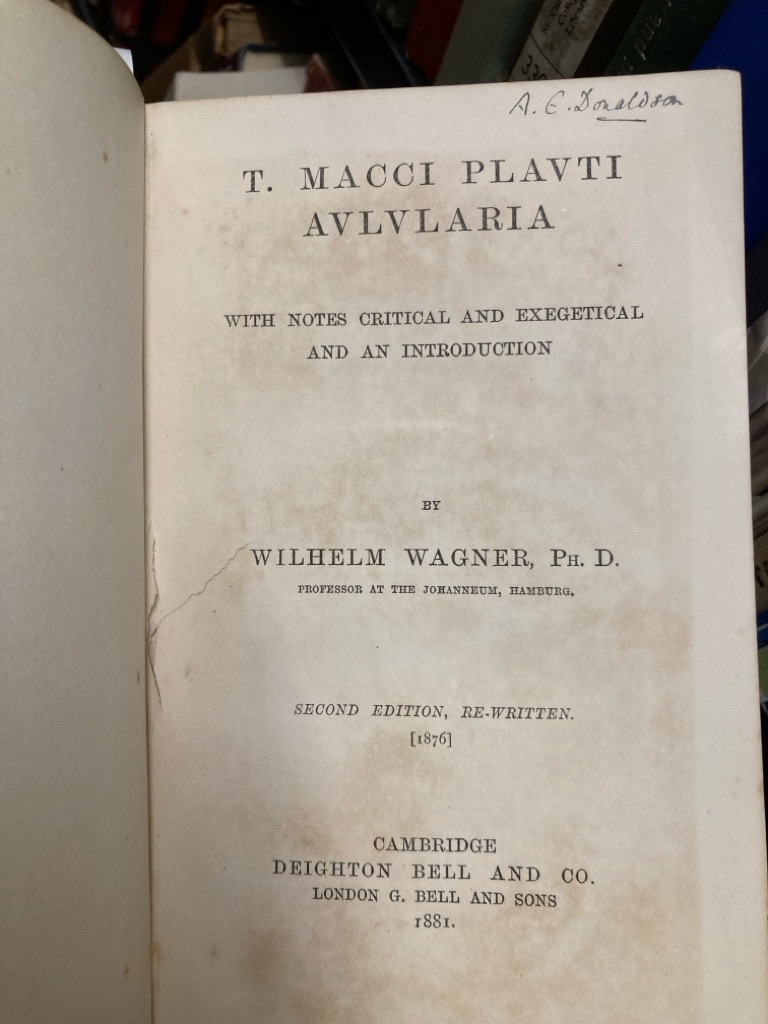 A. E. Donaldson
T. MACCI PLAVTI
AVLVLARIA
WITH NOTES CRITICAL AND EXEGETICAL
AND AN INTRODUCTION
BY
WILHELM WAGNER, PH. D.
PROFESSOR AT THE JOHANNEUM, HAMBURG.
SECOND EDITION, RE-WRITTEN.
[1876]
CAMBRIDGE
DEIGHTON BELL AND CO.
LONDON G. BELL AND SONS
1881.